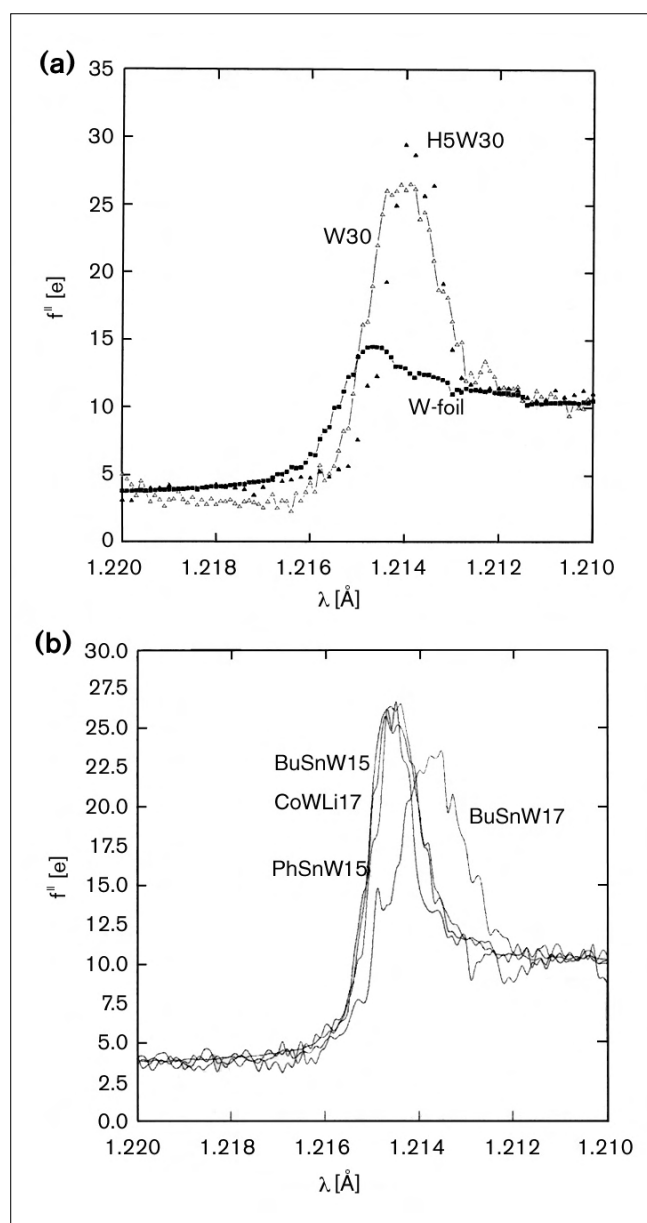 (a)
35
30
25
20
15
10
5
0
f" [e]
H5W30
W30
W-foil
1.220 1.218 1.216 1.214 1.212 1.210
λ [Å]
(b)
30.0
27.5
25.0
22.5
20.0
17.5
15.0
12.5
10.0
7.5
5.0
2.5
0.0
f" [e]
BuSnW15
CoWLi17
BuSnW17
PhSnW15
1.220 1.218 1.216 1.214 1.212 1.210
λ [Å]